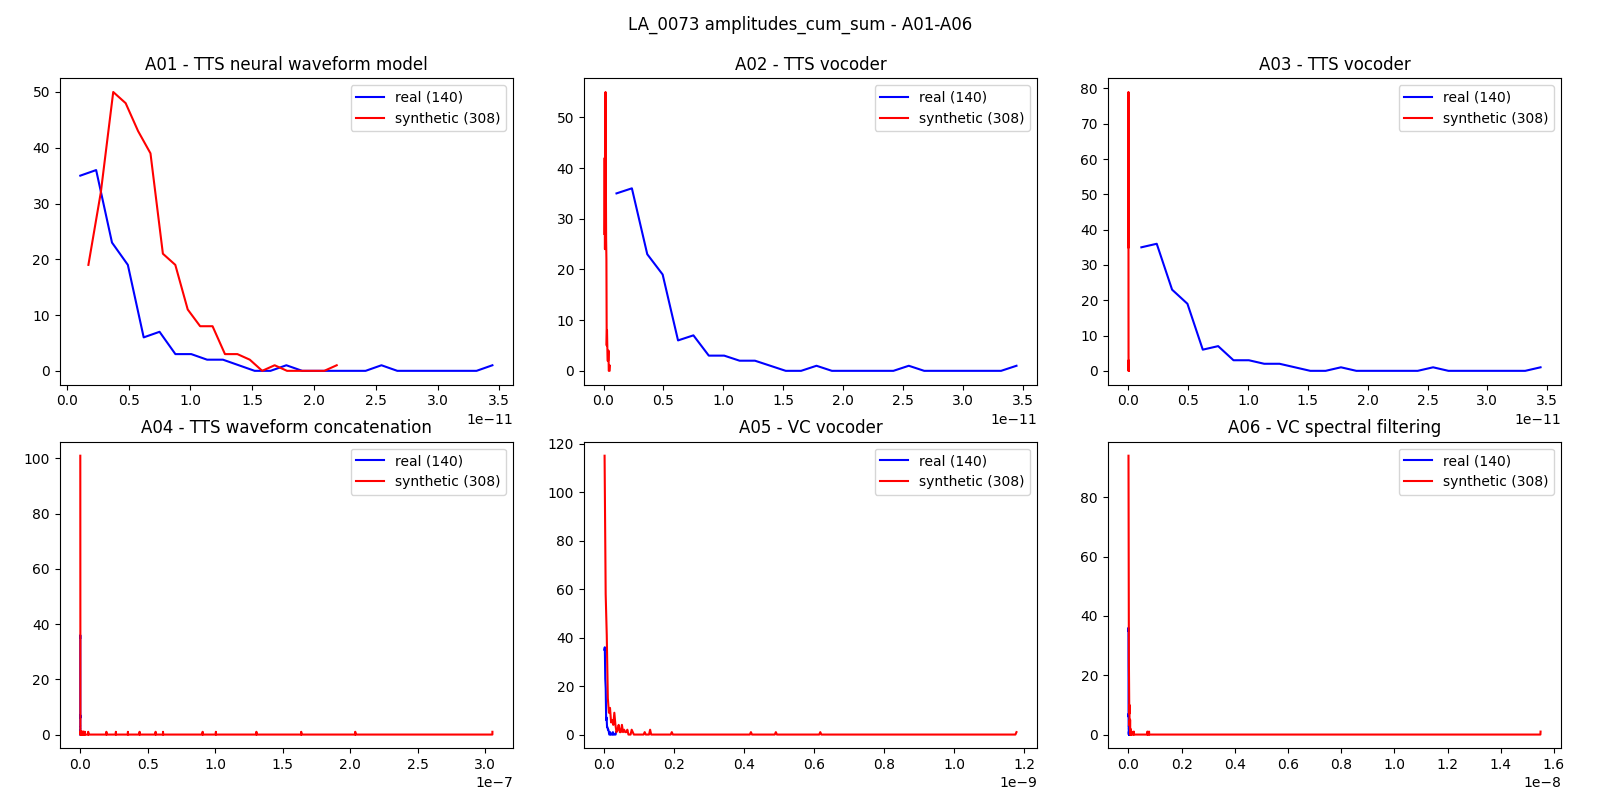 LA_0073 amplitudes_cum_sum - A01-A06
A01 - TTS neural waveform model
50
40
30
20
10
0
0.0 0.5 1.0 1.5 2.0 2.5 3.0 3.5
1e−11
real (140)
synthetic (308)
A02 - TTS vocoder
50
40
30
20
10
0
0.0 0.5 1.0 1.5 2.0 2.5 3.0 3.5
1e−11
real (140)
synthetic (308)
A03 - TTS vocoder
80
70
60
50
40
30
20
10
0
0.0 0.5 1.0 1.5 2.0 2.5 3.0 3.5
1e−11
real (140)
synthetic (308)
A04 - TTS waveform concatenation
100
80
60
40
20
0
0.0 0.5 1.0 1.5 2.0 2.5 3.0
1e−7
real (140)
synthetic (308)
A05 - VC vocoder
120
100
80
60
40
20
0
0.0 0.2 0.4 0.6 0.8 1.0 1.2
1e−9
real (140)
synthetic (308)
A06 - VC spectral filtering
80
60
40
20
0
0.0 0.2 0.4 0.6 0.8 1.0 1.2 1.4 1.6
1e−8
real (140)
synthetic (308)